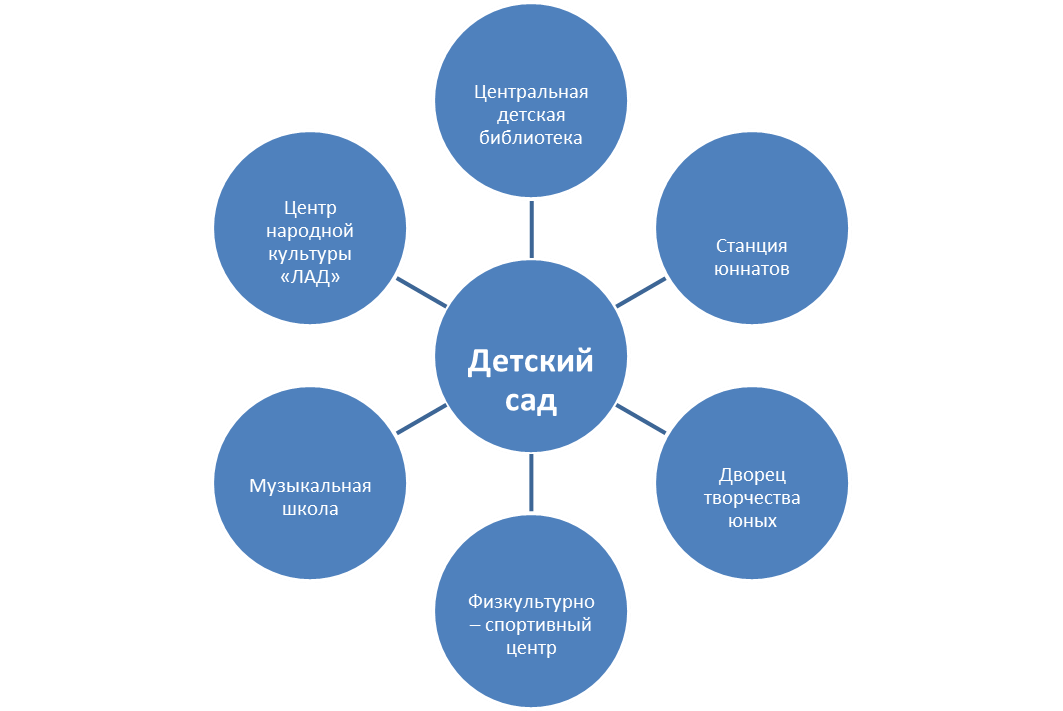 Центральная
детская
библиотека
Центр
народной
культуры
«ЛАД»
Станция
юннатов
Детский
сад
Музыкальная
школа
Дворец
творчества
юных
Физкультурно
– спортивный
центр